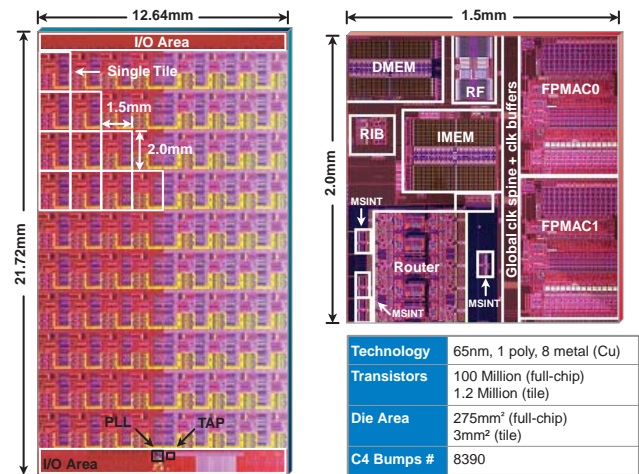 12.64mm
I/O Area
Single Tile
1.5mm
2.0mm
21.72mm
PLL
TAP
I/O Area
1.5mm
DMEM
RF
FPMAC0
RIB
IMEM
2.0mm
Global clk spine + clk buffers
MSINT
FPMAC1
Router
MSINT
MSINT
Technology 65nm, 1 poly, 8 metal (Cu)
Transistors 100 Million (full-chip)
1.2 Million (tile)
Die Area 275mm² (full-chip)
3mm² (tile)
C4 Bumps # 8390